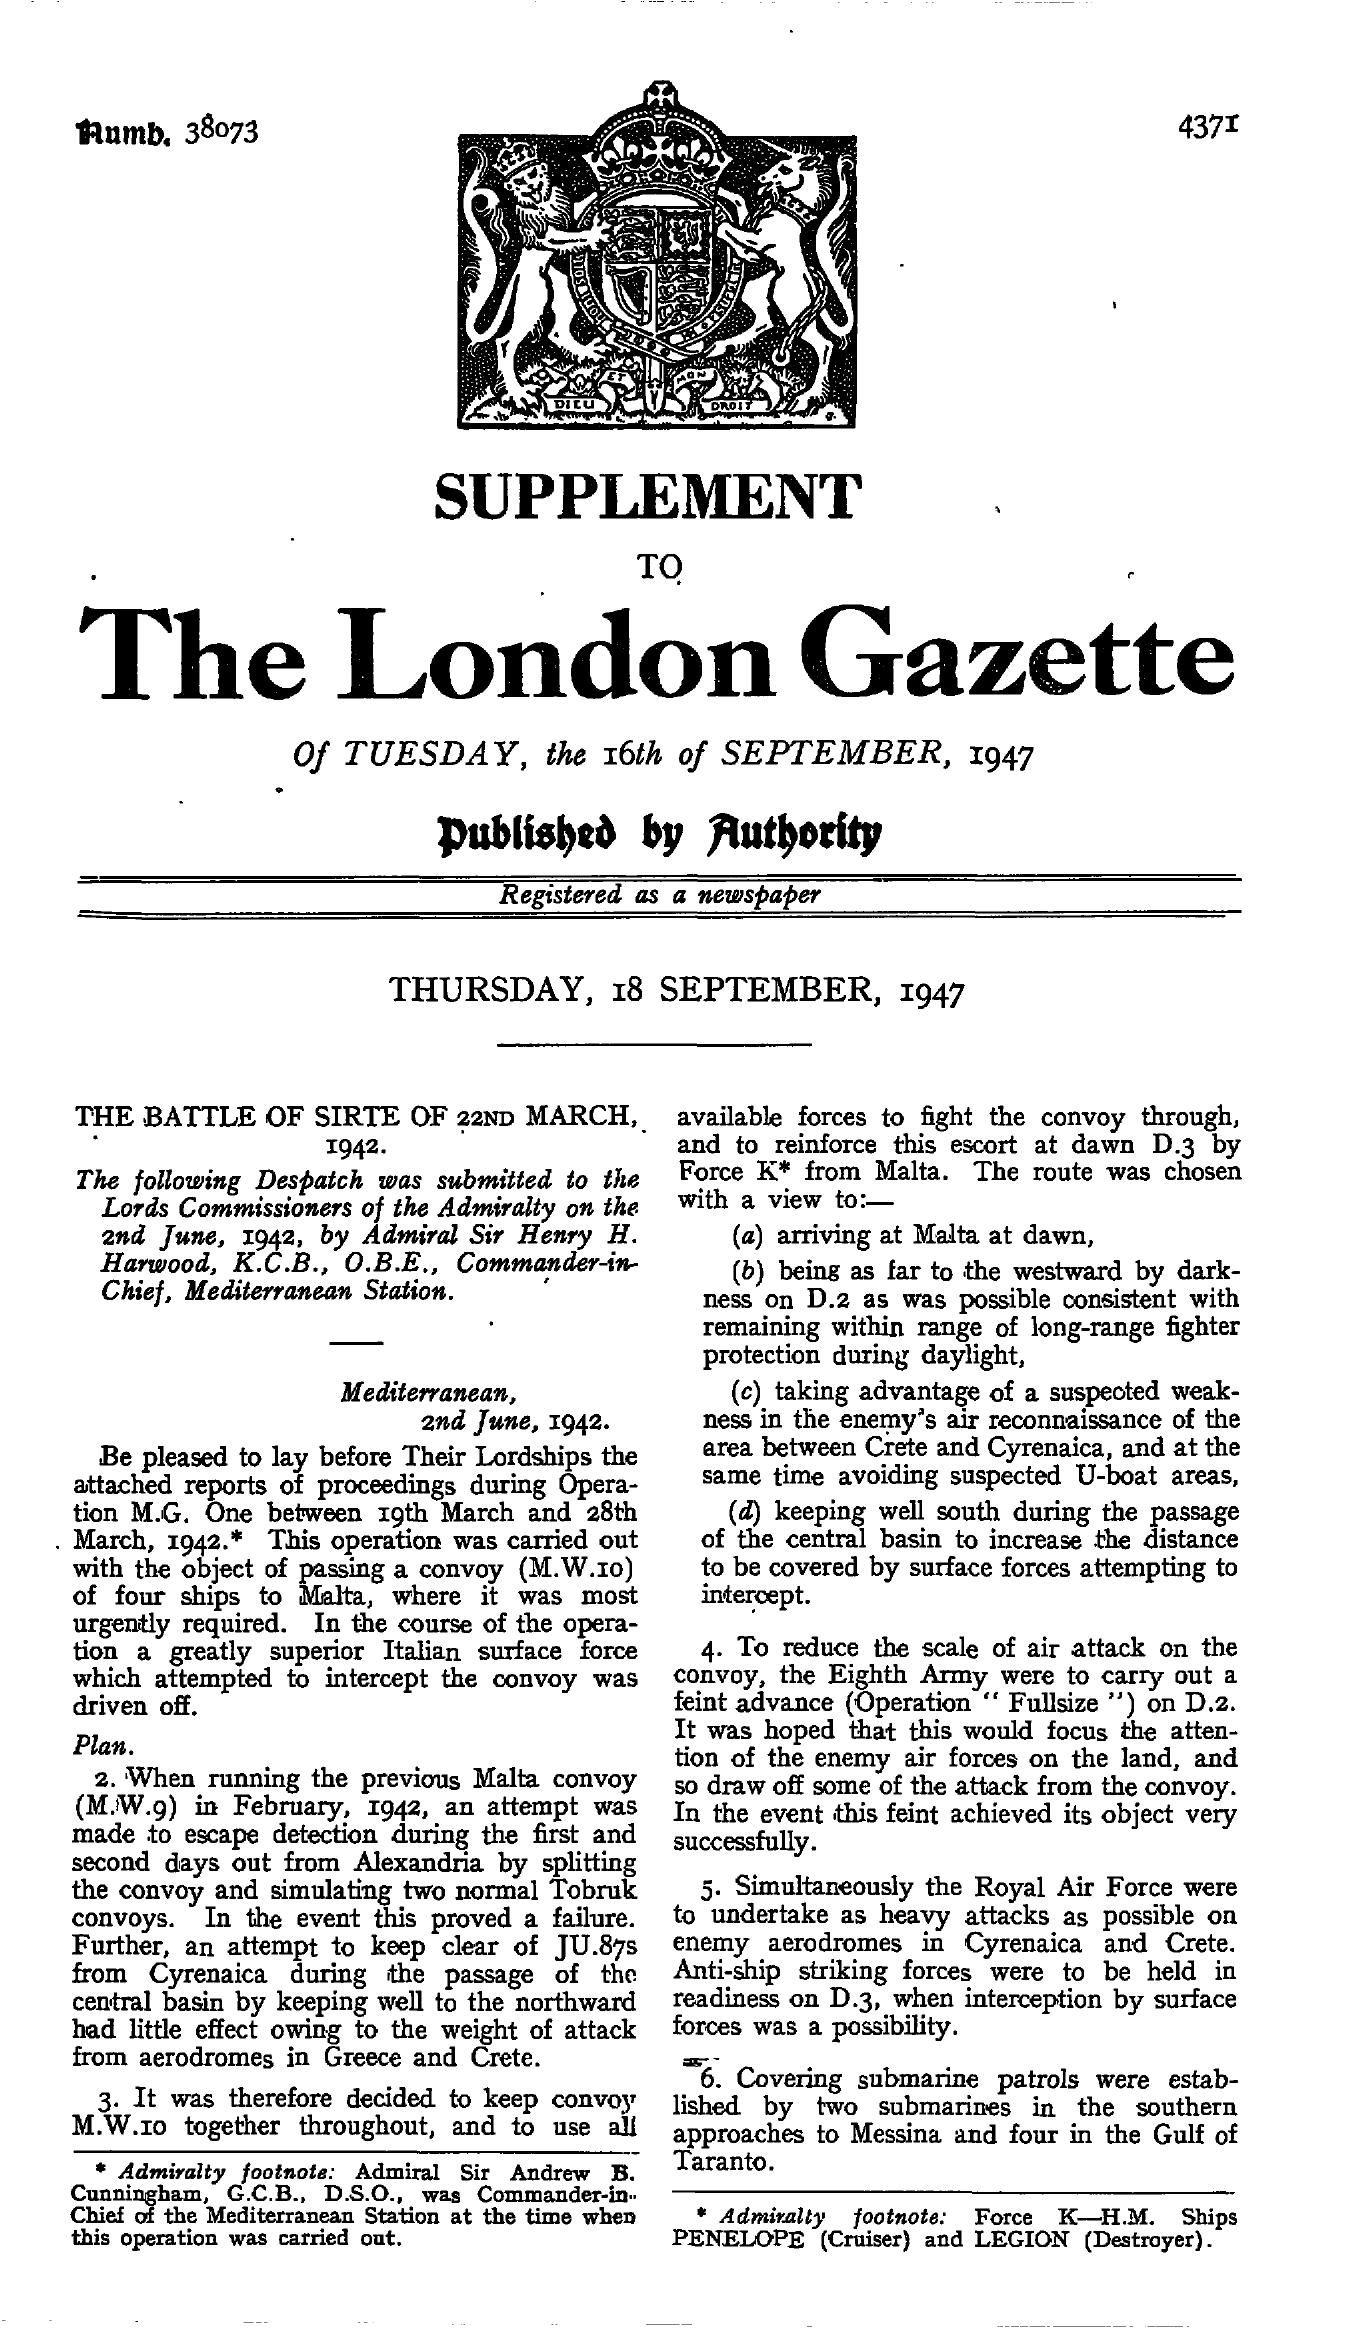 Numb. 38073
4371
DIEU ET MON DROIT
SUPPLEMENT
TO
The London Gazette
Of TUESDAY, the 16th of SEPTEMBER, 1947
Published by Authority
Registered as a newspaper
THURSDAY, 18 SEPTEMBER, 1947
THE BATTLE OF SIRTE OF 22ND MARCH,
1942.
The following Despatch was submitted to the
Lords Commissioners of the Admiralty on the
2nd June, 1942, by Admiral Sir Henry H.
Harwood, K.C.B., O.B.E., Commander-in-
Chief, Mediterranean Station.
Mediterranean,
2nd June, 1942.
Be pleased to lay before Their Lordships the
attached reports of proceedings during Opera-
tion M.G. One between 19th March and 28th
March, 1942.* This operation was carried out
with the object of passing a convoy (M.W.10)
of four ships to Malta, where it was most
urgently required. In the course of the opera-
tion a greatly superior Italian surface force
which attempted to intercept the convoy was
driven off.
Plan.
2. When running the previous Malta convoy
(M.W.9) in February, 1942, an attempt was
made to escape detection during the first and
second days out from Alexandria by splitting
the convoy and simulating two normal Tobruk
convoys. In the event this proved a failure.
Further, an attempt to keep clear of JU.87s
from Cyrenaica during the passage of the
central basin by keeping well to the northward
had little effect owing to the weight of attack
from aerodromes in Greece and Crete.
3. It was therefore decided to keep convoy
M.W.10 together throughout, and to use all
* Admiralty footnote: Admiral Sir Andrew B.
Cunningham, G.C.B., D.S.O., was Commander-in-
Chief of the Mediterranean Station at the time when
this operation was carried out.
available forces to fight the convoy through,
and to reinforce this escort at dawn D.3 by
Force K* from Malta. The route was chosen
with a view to:—
(a) arriving at Malta at dawn,
(b) being as far to the westward by dark-
ness on D.2 as was possible consistent with
remaining within range of long-range fighter
protection during daylight,
(c) taking advantage of a suspected weak-
ness in the enemy's air reconnaissance of the
area between Crete and Cyrenaica, and at the
same time avoiding suspected U-boat areas,
(d) keeping well south during the passage
of the central basin to increase the distance
to be covered by surface forces attempting to
intercept.
4. To reduce the scale of air attack on the
convoy, the Eighth Army were to carry out a
feint advance (Operation " Fullsize ") on D.2.
It was hoped that this would focus the atten-
tion of the enemy air forces on the land, and
so draw off some of the attack from the convoy.
In the event this feint achieved its object very
successfully.
5. Simultaneously the Royal Air Force were
to undertake as heavy attacks as possible on
enemy aerodromes in Cyrenaica and Crete.
Anti-ship striking forces were to be held in
readiness on D.3, when interception by surface
forces was a possibility.
6. Covering submarine patrols were estab-
lished by two submarines in the southern
approaches to Messina and four in the Gulf of
Taranto.
* Admiralty footnote: Force K—H.M. Ships
PENELOPE (Cruiser) and LEGION (Destroyer).